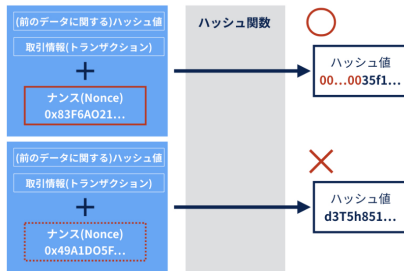 (前のデータに関する)ハッシュ値
取引情報(トランザクション)
+
ナンス(Nonce)
0x83F6AO21...
ハッシュ関数
ハッシュ値
00...0035f1...
(前のデータに関する)ハッシュ値
取引情報(トランザクション)
+
ナンス(Nonce)
0x49A1DO5F...
ハッシュ値
d3T5h851...